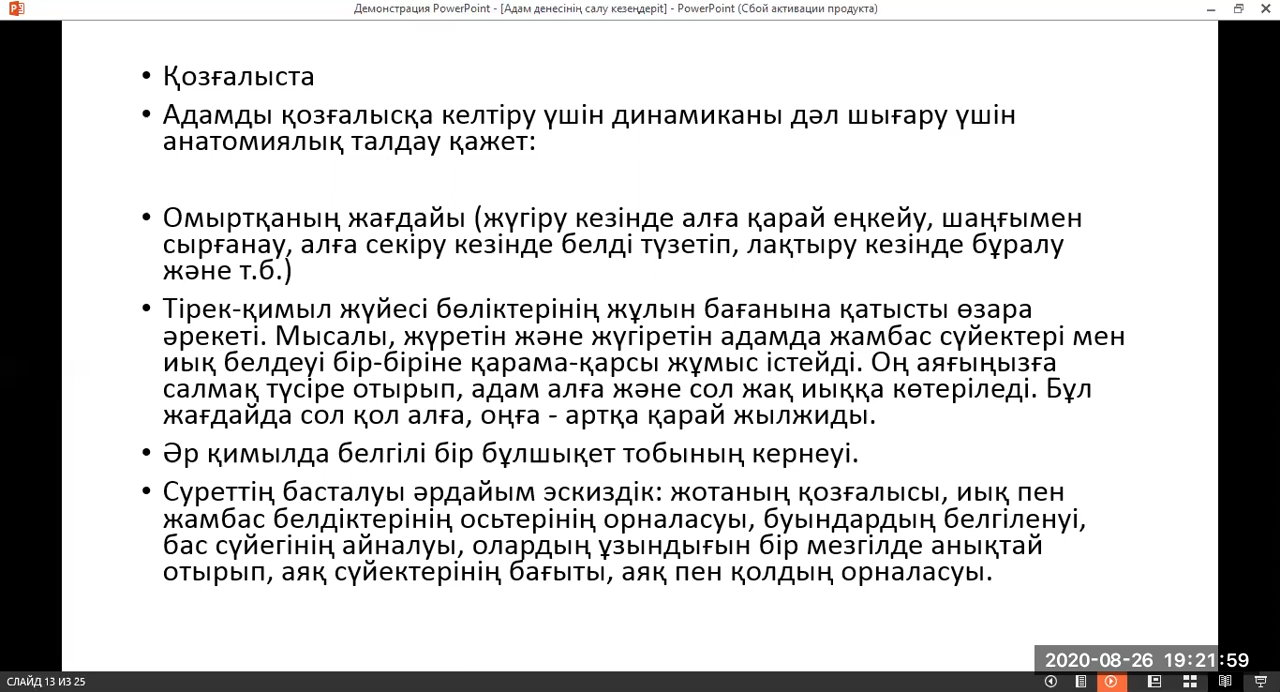 Демонстрация PowerPoint - [Адам денесінің салу кезеңдеріт] - PowerPoint (Сбой активации продукта)
• Қозғалыста
• Адамды қозғалысқа келтіру үшін динамиканы дәл шығару үшін
анатомиялық талдау қажет:
• Омыртқаның жағдайы (жүгіру кезінде алға қарай еңкейу, шаңғымен
сырғанау, алға секіру кезінде белді түзетіп, лақтыру кезінде бұралу
және т.б.)
• Тірек-қимыл жүйесі бөліктерінің жұлын бағанына қатысты өзара
әрекеті. Мысалы, жүретін және жүгіретін адамда жамбас сүйектері мен
иық белдеуі бір-біріне қарама-қарсы жұмыс істейді. Оң аяғыңызға
салмақ түсіре отырып, адам алға және сол жақ иыққа көтеріледі. Бұл
жағдайда сол қол алға, оңға - артқа қарай жылжиды.
• Әр қимылда белгілі бір бұлшықет тобының кернеуі.
• Суреттің басталуы әрдайым эскиздік: жотаның қозғалысы, иық пен
жамбас белдіктерінің осьтерінің орналасуы, буындардың белгіленуі,
бас сүйегінің айналуы, олардың ұзындығын бір мезгілде анықтай
отырып, аяқ сүйектерінің бағыты, аяқ пен қолдың орналасуы.
2020-08-26 19:21:59
СЛАЙД 13 ИЗ 25